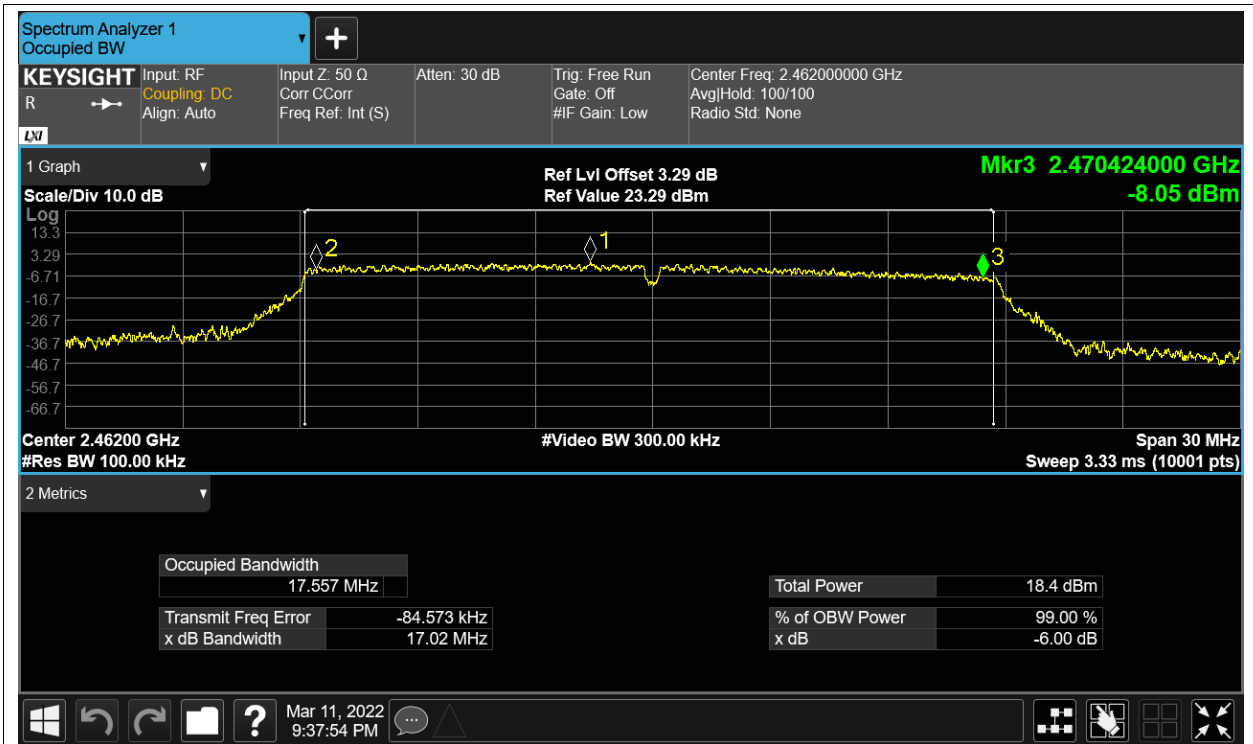 Spectrum Analyzer 1
Occupied BW
+
KEYSIGHT
R
LXI
Input: RF
Coupling: DC
Align: Auto
Input Z: 50 Ω
Corr CCorr
Freq Ref: Int (S)
Atten: 30 dB
Trig: Free Run
Gate: Off
#IF Gain: Low
Center Freq: 2.462000000 GHz
Avg|Hold: 100/100
Radio Std: None
1 Graph
Scale/Div 10.0 dB
Ref Lvl Offset 3.29 dB
Ref Value 23.29 dBm
Mkr3 2.470424000 GHz
-8.05 dBm
Log
13.3
3.29
-6.71
-16.7
-26.7
-36.7
-46.7
-56.7
-66.7
2
1
3
Center 2.46200 GHz
#Video BW 300.00 kHz
Span 30 MHz
#Res BW 100.00 kHz
Sweep 3.33 ms (10001 pts)
2 Metrics
Occupied Bandwidth
17.557 MHz
Transmit Freq Error -84.573 kHz
x dB Bandwidth 17.02 MHz
Total Power 18.4 dBm
% of OBW Power 99.00 %
x dB -6.00 dB
?
Mar 11, 2022
9:37:54 PM